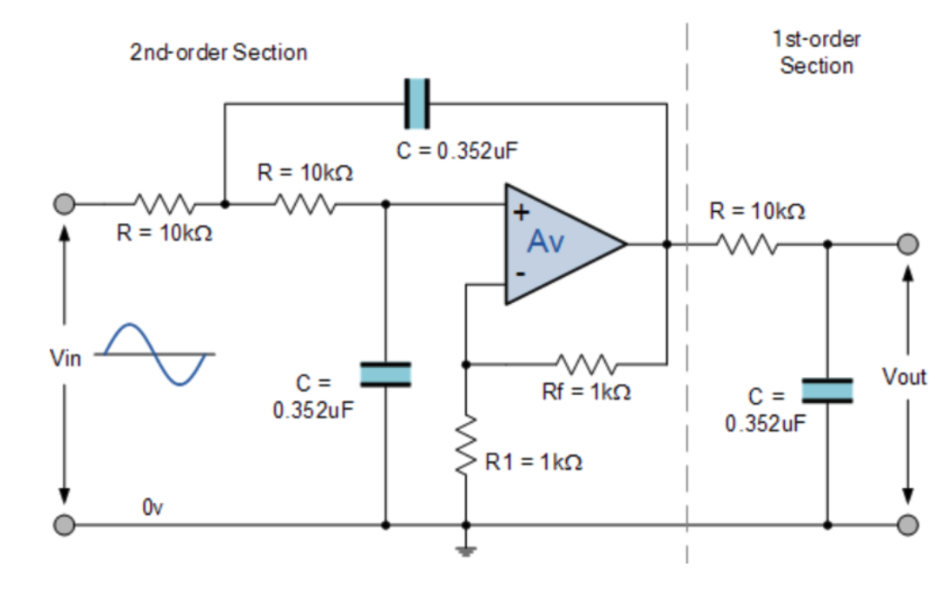 2nd-order Section
1st-order
Section
C = 0.352uF
R = 10kΩ
R = 10kΩ
R = 10kΩ
+
Av
-
Vin
C =
0.352uF
Rf = 1kΩ
R1 = 1kΩ
C =
0.352uF
Vout
0v